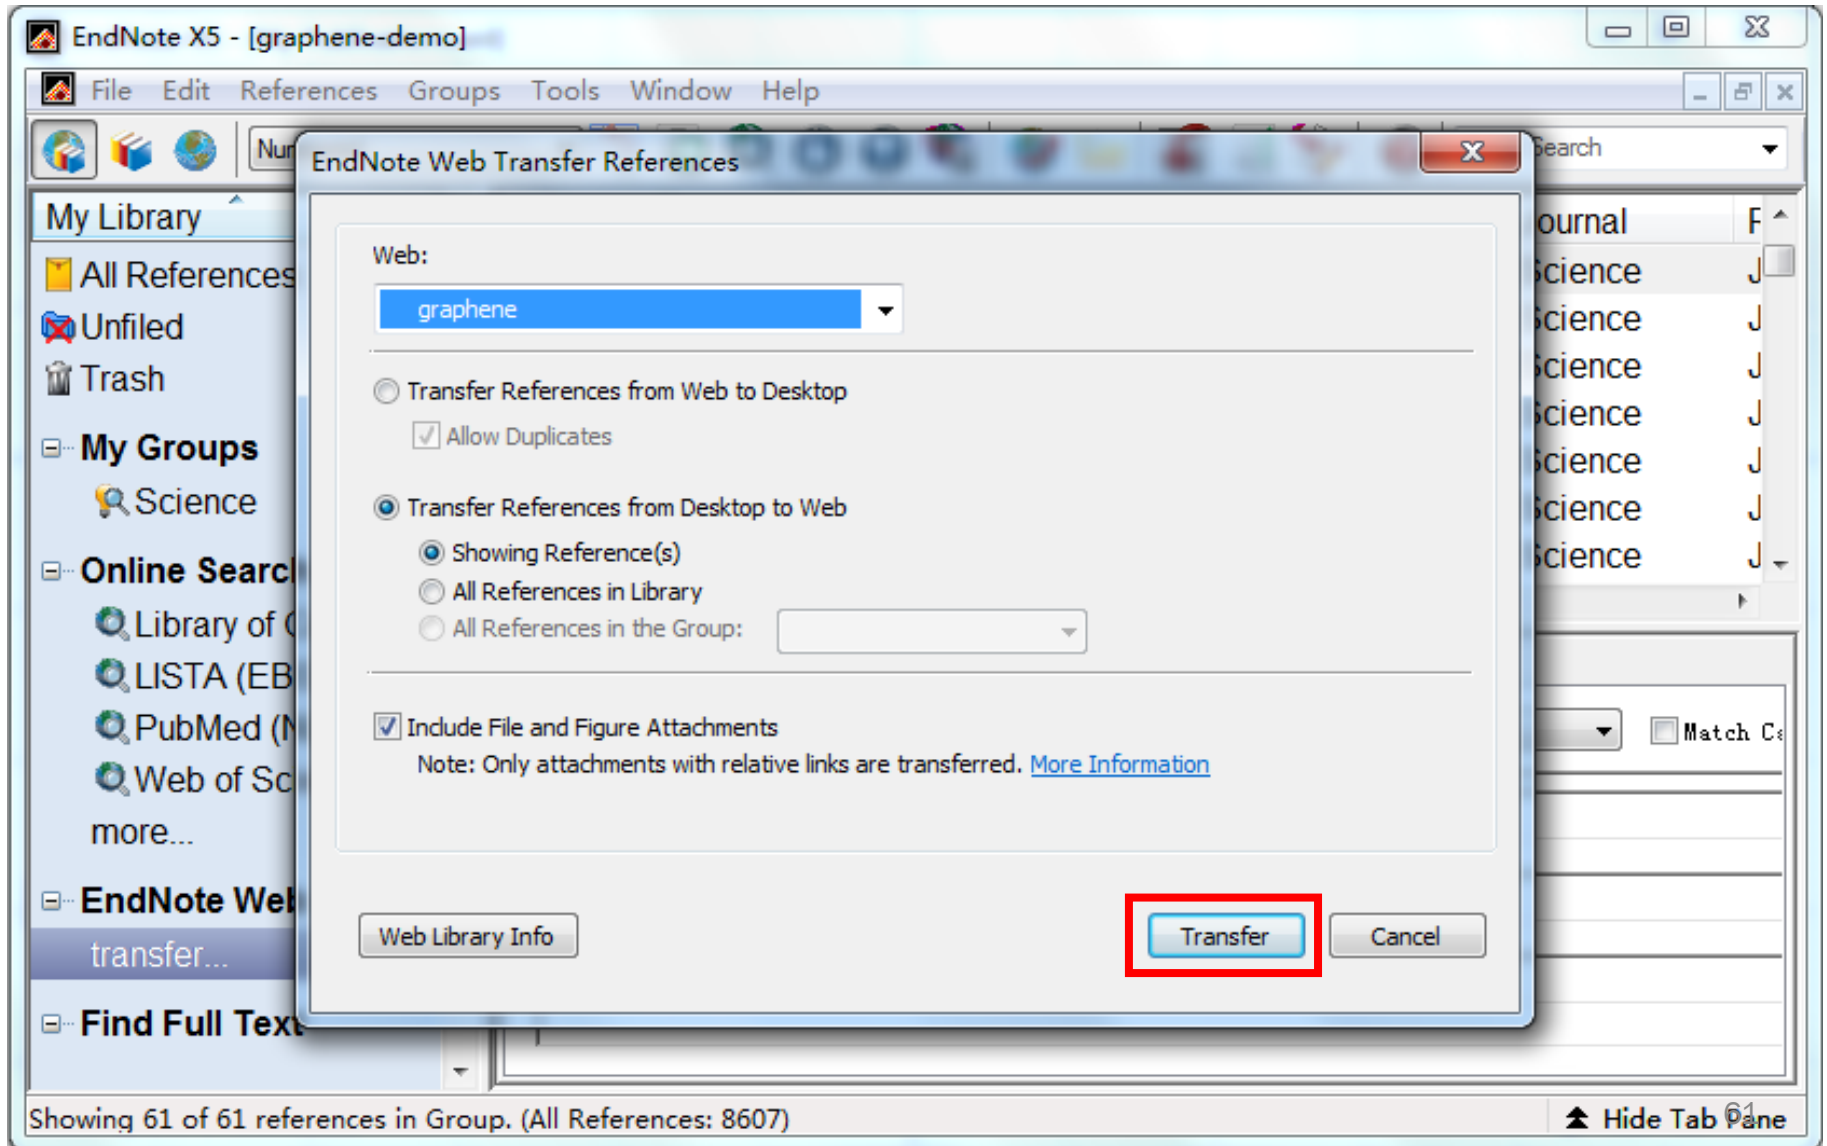 EndNote X5 - [graphene-demo]
File Edit References Groups Tools Window Help
Search
EndNote Web Transfer References
My Library
All References
Unfiled
Trash
My Groups
Science
Online
Library of
LISTA
PubMed
Web of
more...
EndNote
transfer...
Find Full Text
Web:
graphene
Transfer References from Web to Desktop
Allow Duplicates
Transfer References from Desktop to Web
Showing Reference(s)
All References in Library
All References in the Group:
Include File and Figure Attachments
Note: Only attachments with relative links are transferred. More Information
Web Library Info
Transfer
Cancel
ournal
Science J
Science J
Science J
Science J
Science J
Science J
Science J
Match
Showing 61 of 61 references in Group. (All References: 8607)
Hide Tab Pane
61